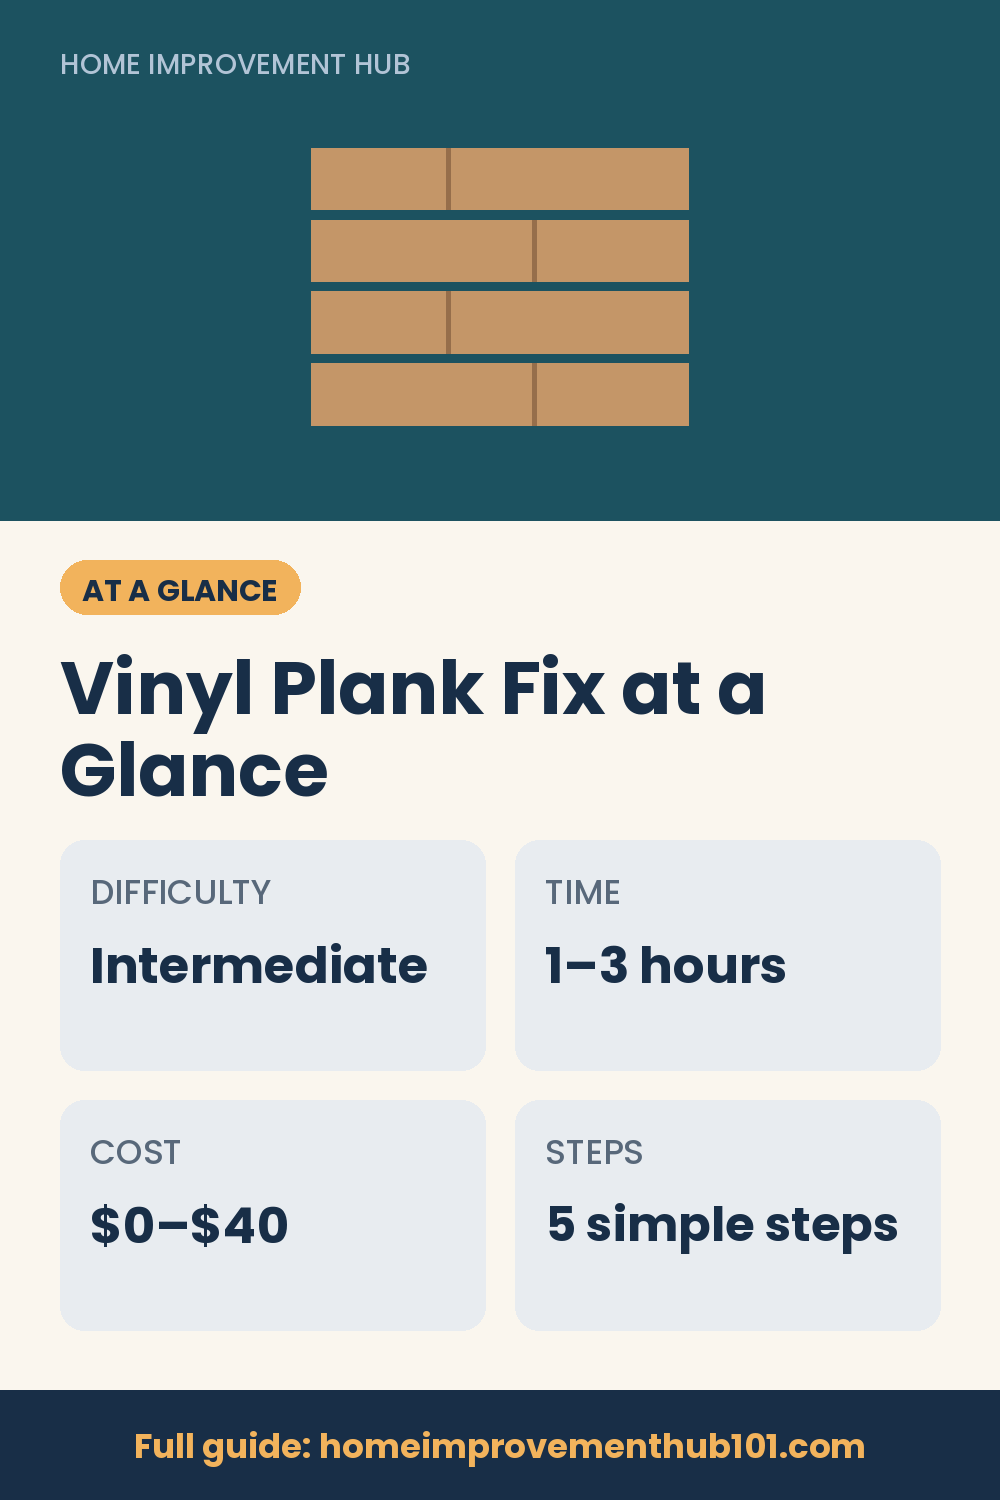 HOME IMPROVEMENT HUB
AT A GLANCE
Vinyl Plank Fix at a
Glance
DIFFICULTY
Intermediate
TIME
1–3 hours
COST
$0–$40
STEPS
5 simple steps
Full guide: homeimprovementhub101.com